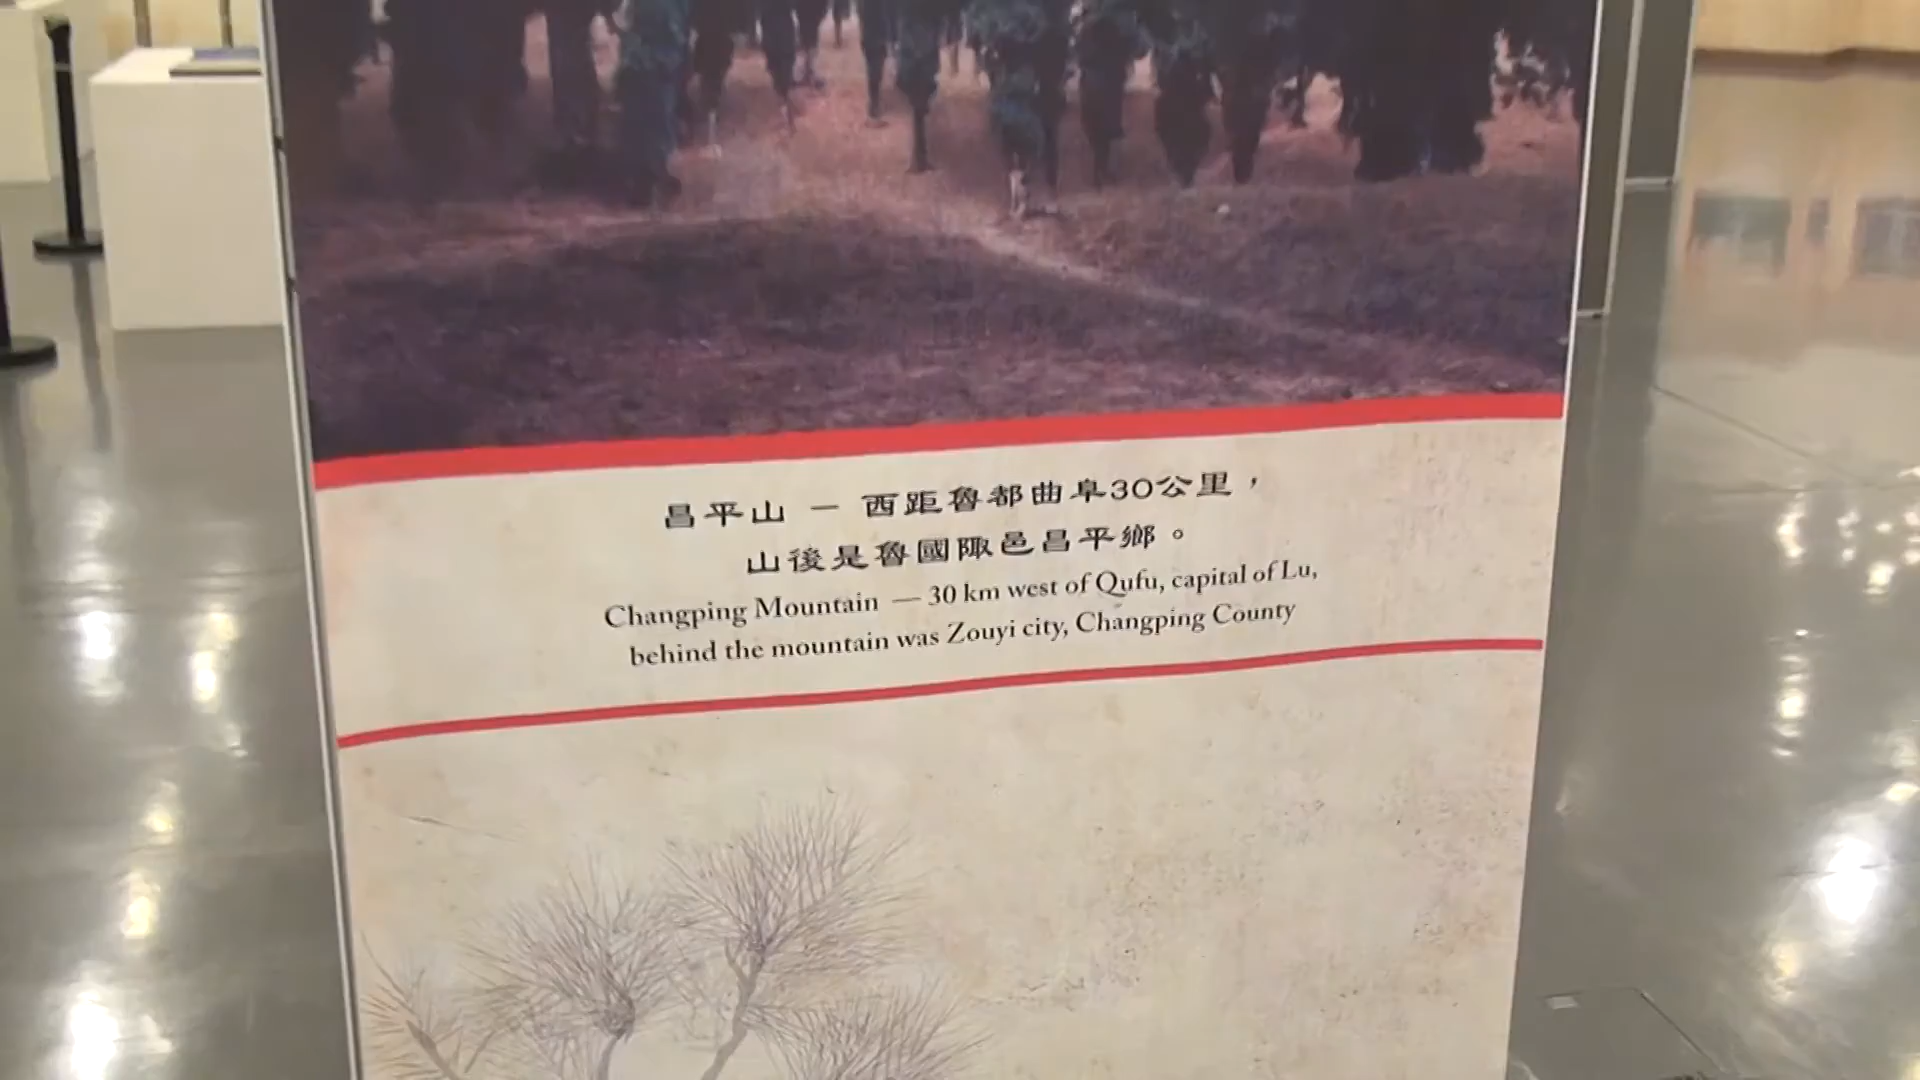 昌平山 — 西距魯都曲阜30公里，
山後是魯國陬邑昌平鄉。
Changping Mountain — 30 km west of Qufu, capital of Lu,
behind the mountain was Zouyi city, Changping County